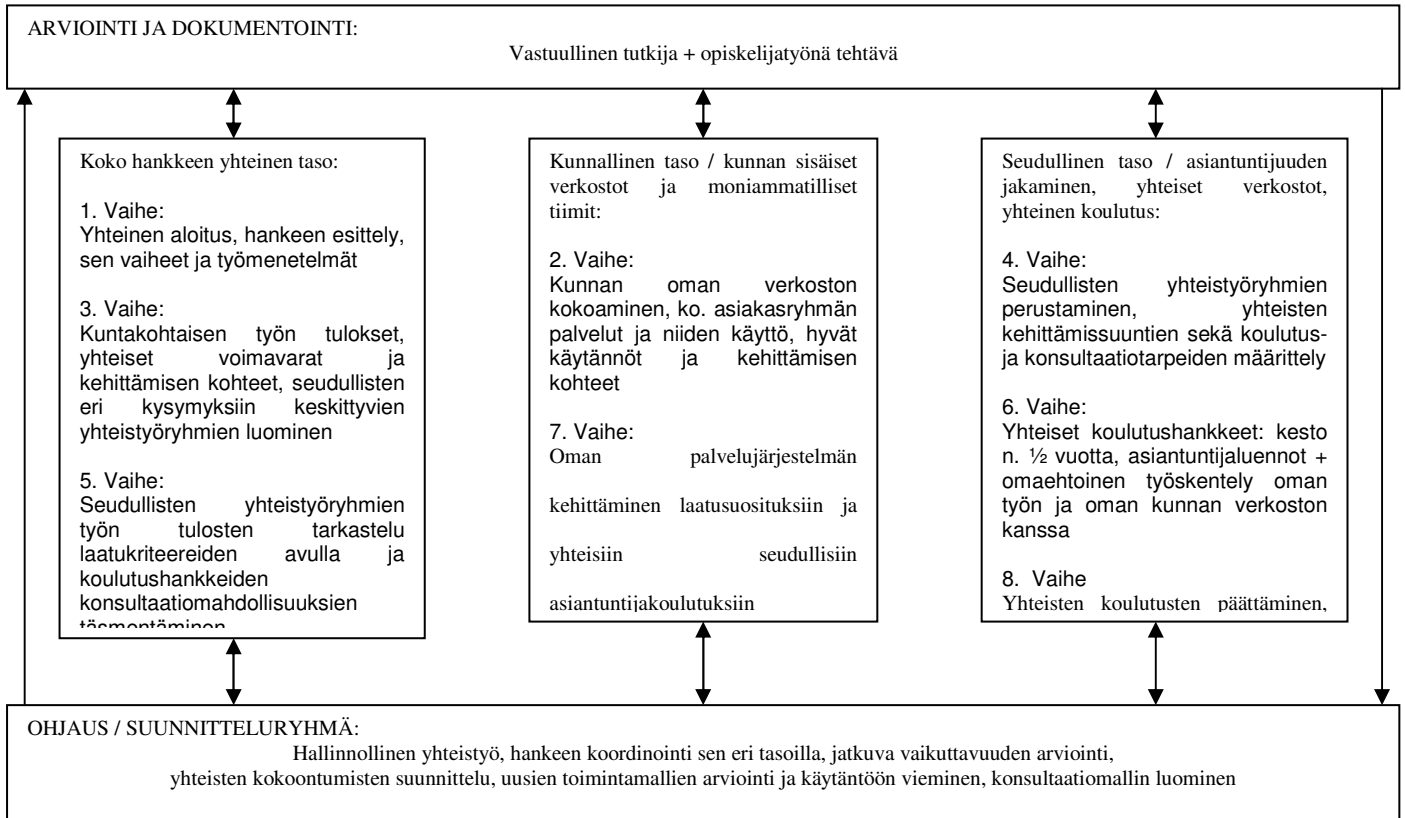 ARVIOINTI JA DOKUMENTOINTI:
Vastuullinen tutkija + opiskelijatyönä tehtävä
Koko hankkeen yhteinen taso:
1. Vaihe:
Yhteinen aloitus, hankeen esittely,
sen vaiheet ja työmenetelmät
3. Vaihe:
Kuntakohtaisen työn tulokset,
yhteiset voimavarat ja
kehittämisen kohteet, seudullisten
eri kysymyksiin keskittyvien
yhteistyöryhmien luominen
5. Vaihe:
Seudullisten yhteistyöryhmien
työn tulosten tarkastelu
laatukriteereiden avulla ja
koulutushankkeiden
konsultaatiomahdollisuuksien
täsmentäminen
Kunnallinen taso / kunnan sisäiset
verkostot ja moniammatilliset
tiimit:
2. Vaihe:
Kunnan oman verkoston
kokoaminen, ko. asiakasryhmän
palvelut ja niiden käyttö, hyvät
käytännöt ja kehittämisen
kohteet
7. Vaihe:
Oman palvelujärjestelmän
kehittäminen laatusuosituksiin ja
yhteisiin seudullisiin
asiantuntijakoulutuksiin
Seudullinen taso / asiantuntijuuden
jakaminen, yhteiset verkostot,
yhteinen koulutus:
4. Vaihe:
Seudullisten yhteistyöryhmien
perustaminen, yhteisten
kehittämissuuntien sekä koulutus-
ja konsultaatiotarpeiden määrittely
6. Vaihe:
Yhteiset koulutushankkeet: kesto
n. ½ vuotta, asiantuntijaluennot +
omaehtoinen työskentely oman
työn ja oman kunnan verkoston
kanssa
8. Vaihe
Yhteisten koulutusten päättäminen,
OHJAUS / SUUNNITTELURYHMÄ:
Hallinnollinen yhteistyö, hankeen koordinointi sen eri tasoilla, jatkuva vaikuttavuuden arviointi,
yhteisten kokoontumisten suunnittelu, uusien toimintamallien arviointi ja käytäntöön vieminen, konsultaatiomallin luominen